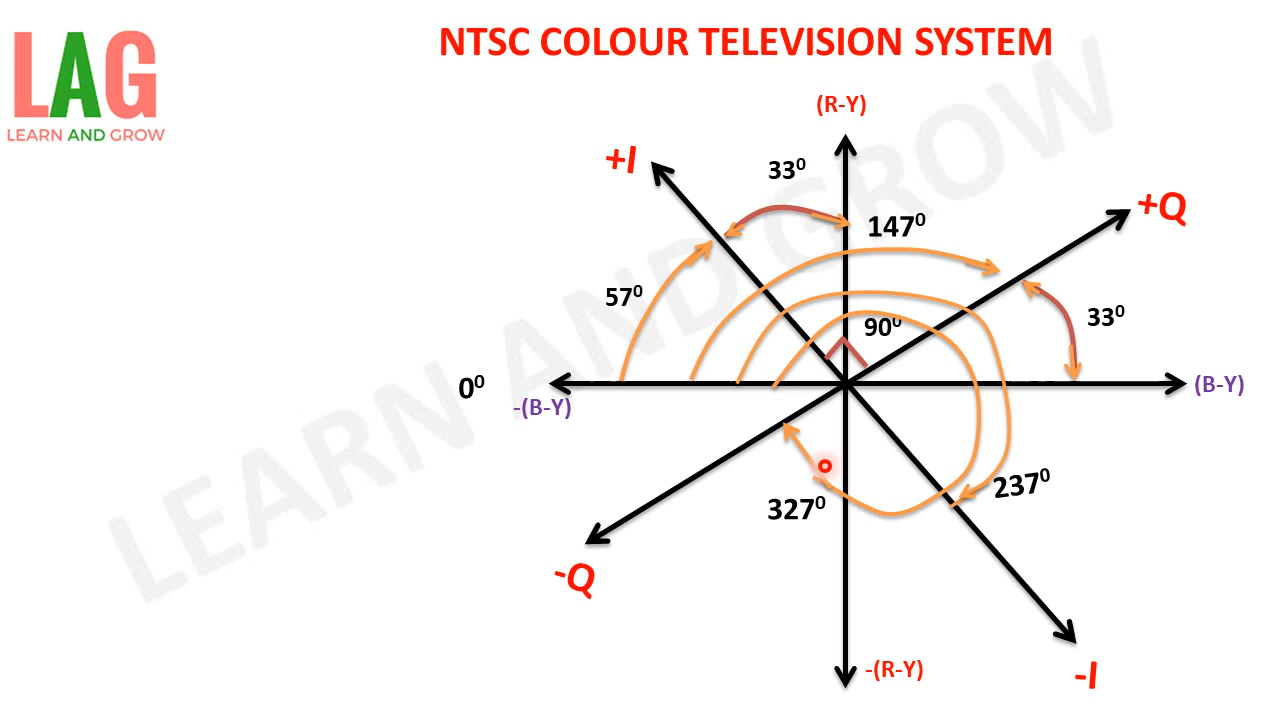 NTSC COLOUR TELEVISION SYSTEM
LAG
LEARN AND GROW
(R-Y)
+I
33⁰
+Q
147⁰
57⁰
33⁰
90⁰
0⁰
-(B-Y)
(B-Y)
237⁰
327⁰
-Q
-(R-Y)
-I
LEARN AND GROW